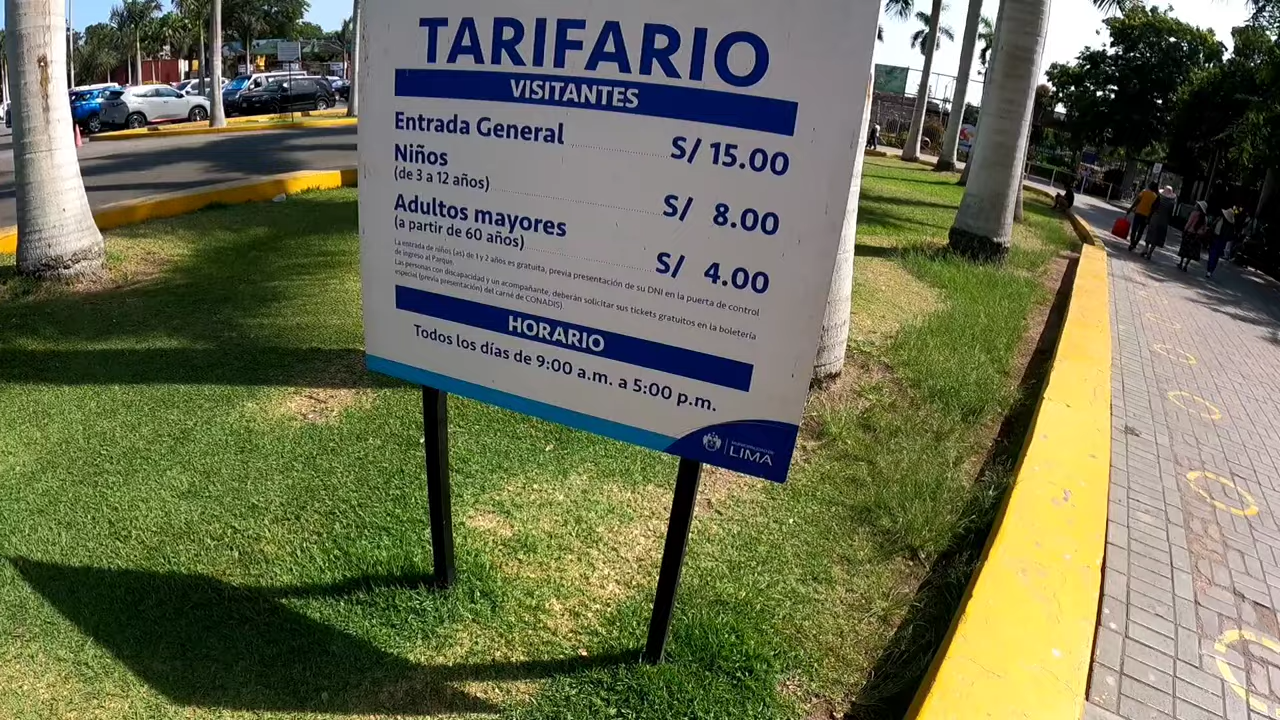 TARIFARIO
VISITANTES
Entrada General S/ 15.00
Niños
(de 3 a 12 años) S/ 8.00
Adultos mayores
(a partir de 60 años) S/ 4.00
La entrada de niños (as) de 1 y 2 años es gratuita, previa presentación de su DNI en la puerta de control
de ingreso al Parque.
Las personas con discapacidad y un acompañante, deberán solicitar sus tickets gratuitos en la boletería
especial (previa presentación) del carné de CONADIS)
HORARIO
Todos los días de 9:00 a.m. a 5:00 p.m.
MUNICIPALIDAD DE
LIMA